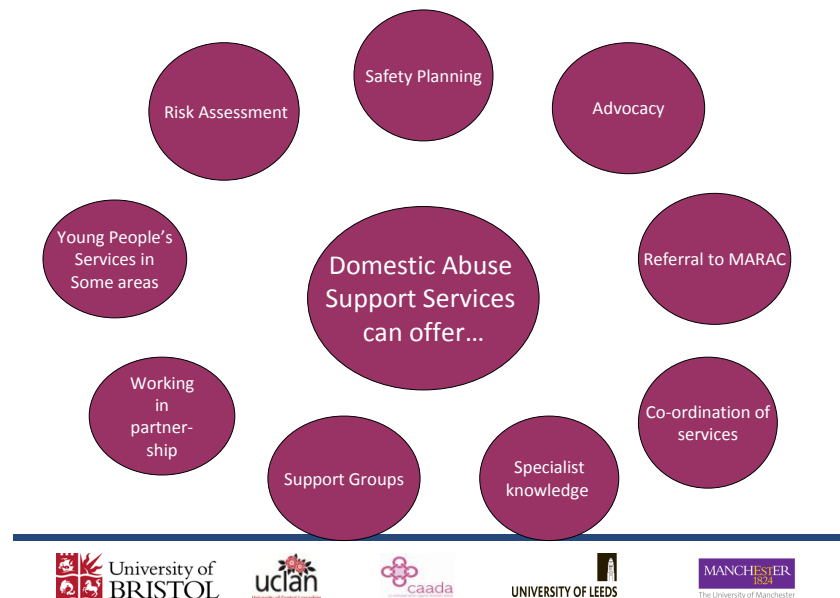 Safety Planning
Risk Assessment
Advocacy
Young People's
Services in
Some areas
Domestic Abuse
Support Services
can offer…
Referral to MARAC
Working
in
partner-
ship
Co-ordination of
services
Support Groups
Specialist
knowledge
University of
BRISTOL
uclan
caada
UNIVERSITY OF LEEDS
MANCHESTER
1824
The University of Manchester